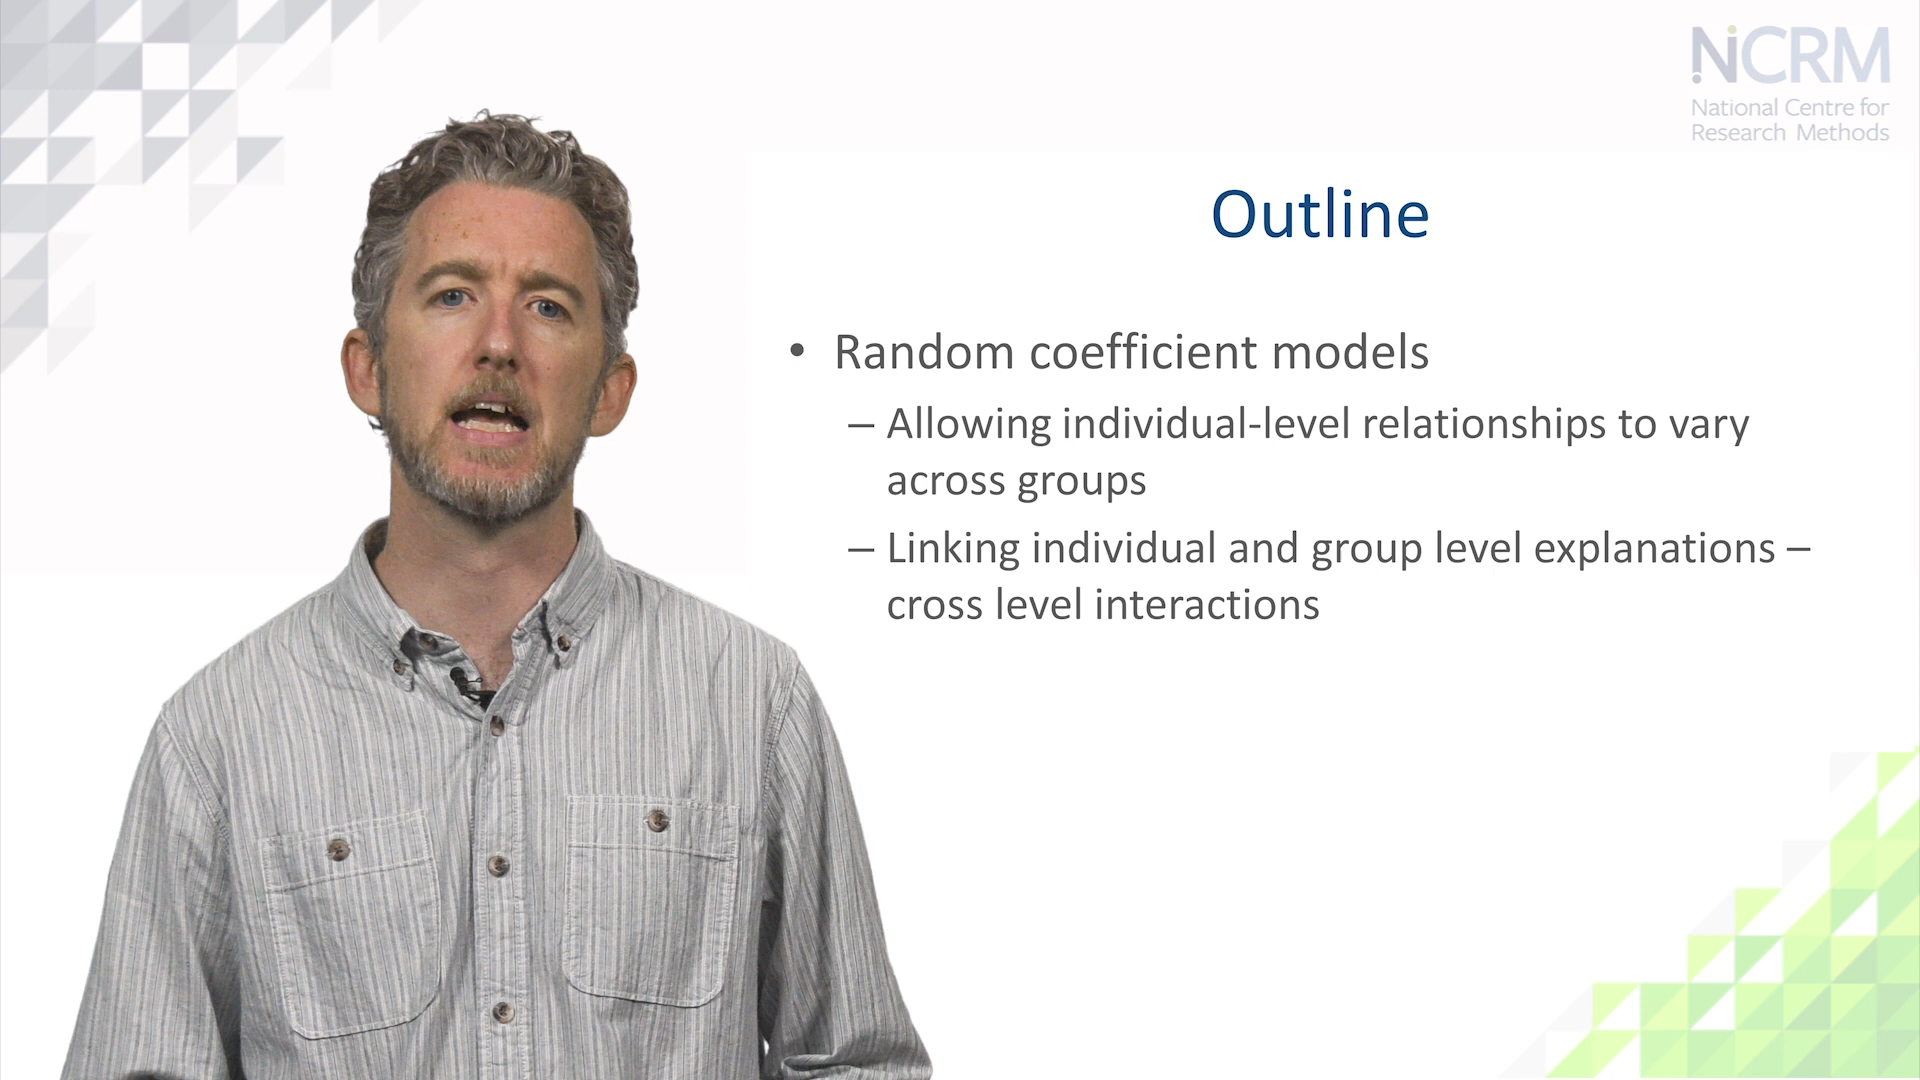 NCRM
National Centre for
Research Methods
Outline
• Random coefficient models
– Allowing individual-level relationships to vary
across groups
– Linking individual and group level explanations –
cross level interactions